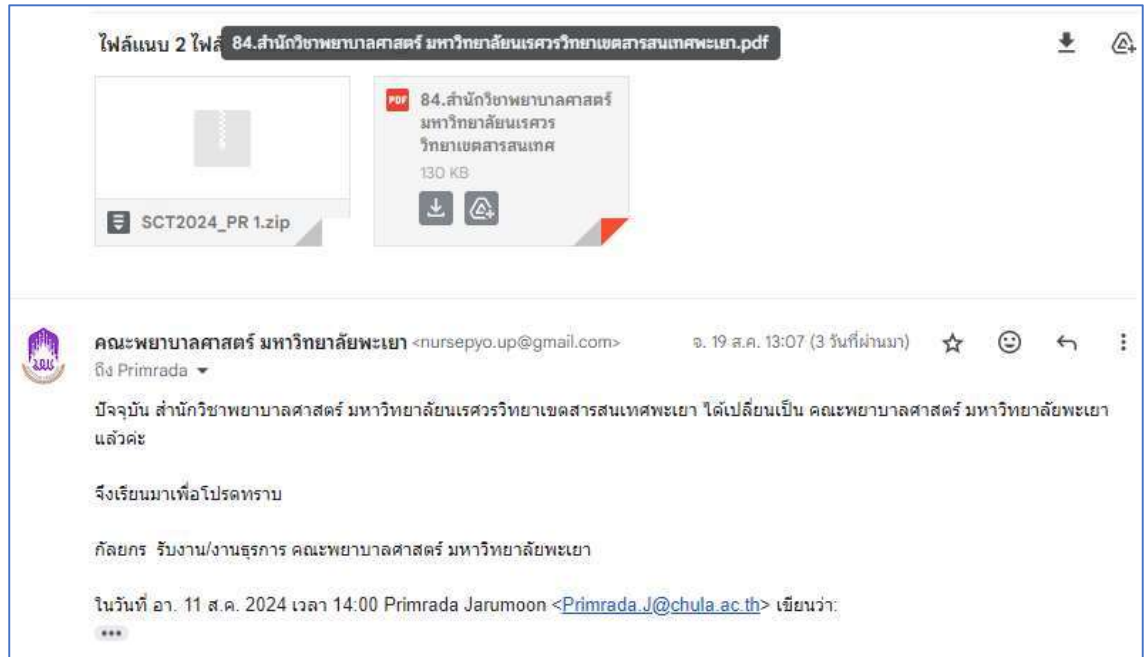 ไฟล์แนบ 2 ไฟล์
84.สำนักวิชาพยาบาลศาสตร์ มหาวิทยาลัยนเรศวรวิทยาเขตสารสนเทศพะเยา.pdf
SCT2024_PR 1.zip
PDF
84.สำนักวิชาพยาบาลศาสตร์
มหาวิทยาลัยนเรศวร
วิทยาเขตสารสนเทศ
130 KB
คณะพยาบาลศาสตร์ มหาวิทยาลัยพะเยา <nursepyo.up@gmail.com> จ. 19 ส.ค. 13:07 (3 วันที่ผ่านมา)
ถึง Primrada
ปัจจุบัน สำนักวิชาพยาบาลศาสตร์ มหาวิทยาลัยนเรศวรวิทยาเขตสารสนเทศพะเยา ได้เปลี่ยนเป็น คณะพยาบาลศาสตร์ มหาวิทยาลัยพะเยา
แล้วค่ะ
จึงเรียนมาเพื่อโปรดทราบ
กัลยกร รับงาน/งานธุรการ คณะพยาบาลศาสตร์ มหาวิทยาลัยพะเยา
ในวันที่ อา. 11 ส.ค. 2024 เวลา 14:00 Primrada Jarumoon <Primrada.J@chula.ac.th> เขียนว่า: